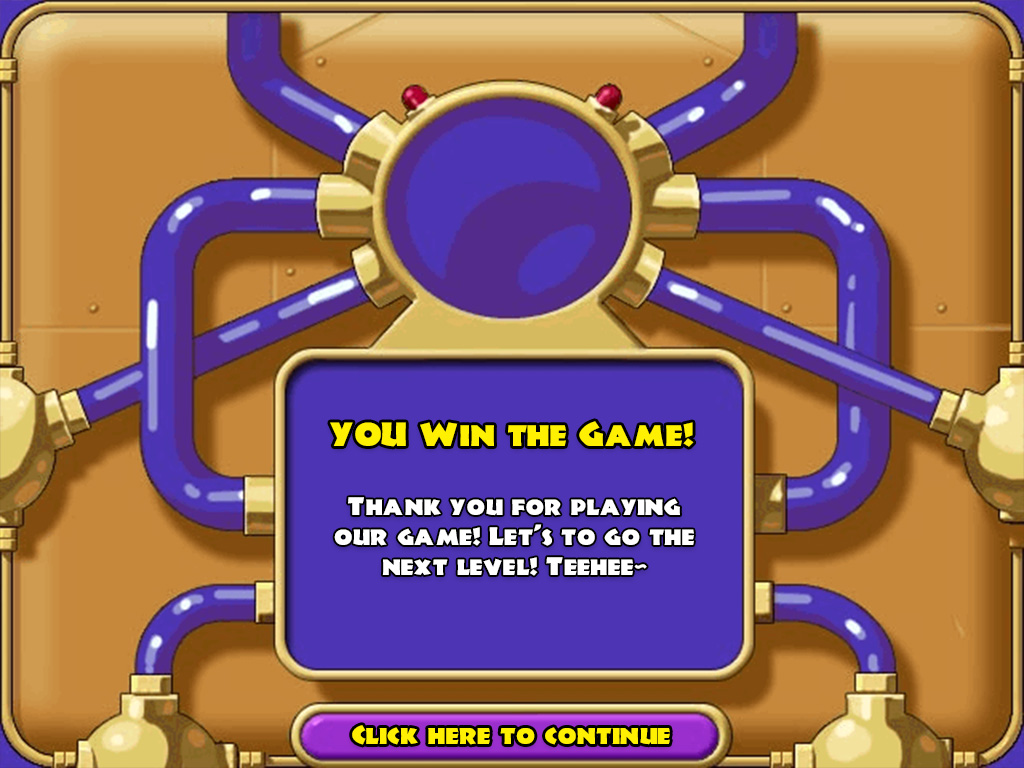 YOU Win the Game!
Thank you for playing
our game! Let's to go the
next level! Teehee~
Click here to continue